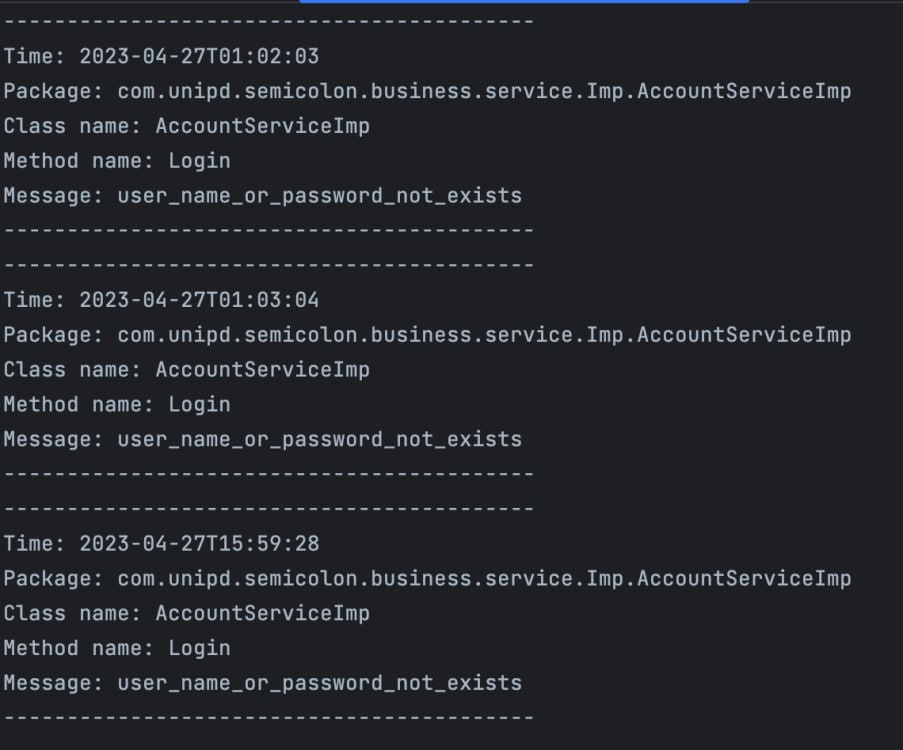 ------------------------------------------
Time: 2023-04-27T01:02:03
Package: com.unipd.semicolon.business.service.Imp.AccountServiceImp
Class name: AccountServiceImp
Method name: Login
Message: user_name_or_password_not_exists
------------------------------------------
------------------------------------------
Time: 2023-04-27T01:03:04
Package: com.unipd.semicolon.business.service.Imp.AccountServiceImp
Class name: AccountServiceImp
Method name: Login
Message: user_name_or_password_not_exists
------------------------------------------
------------------------------------------
Time: 2023-04-27T15:59:28
Package: com.unipd.semicolon.business.service.Imp.AccountServiceImp
Class name: AccountServiceImp
Method name: Login
Message: user_name_or_password_not_exists
------------------------------------------